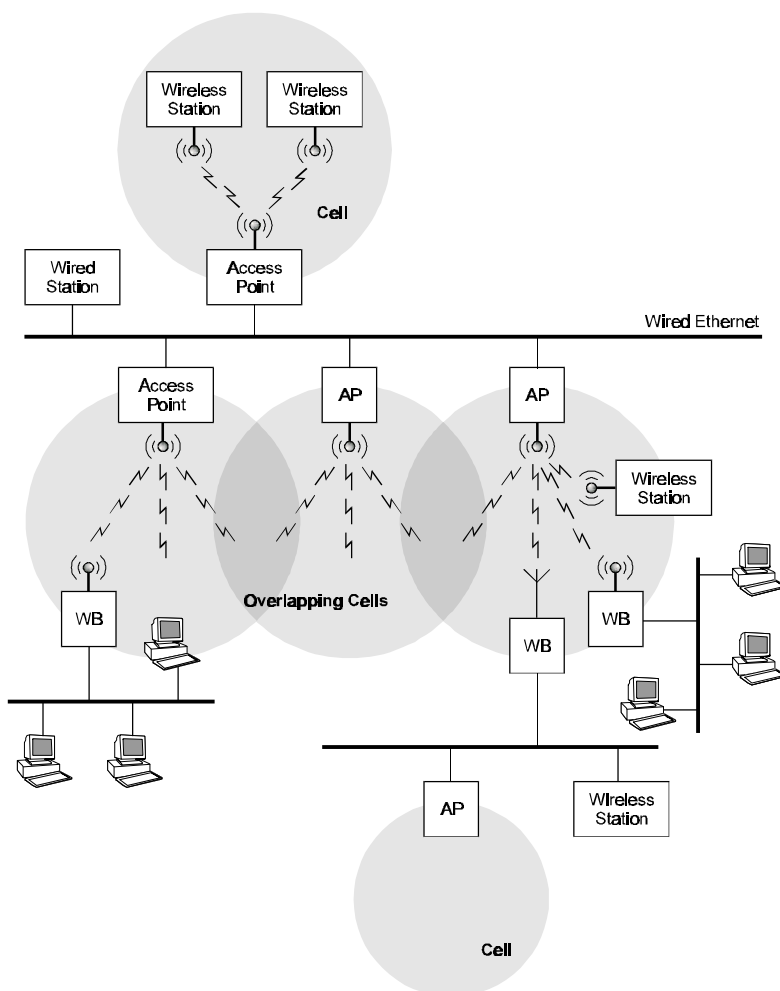 Wireless
Station
Wireless
Station
Cell
Wired
Station
Access
Point
Wired Ethernet
Access
Point
AP
AP
Wireless
Station
Overlapping Cells
WB
WB
WB
AP
Wireless
Station
Cell